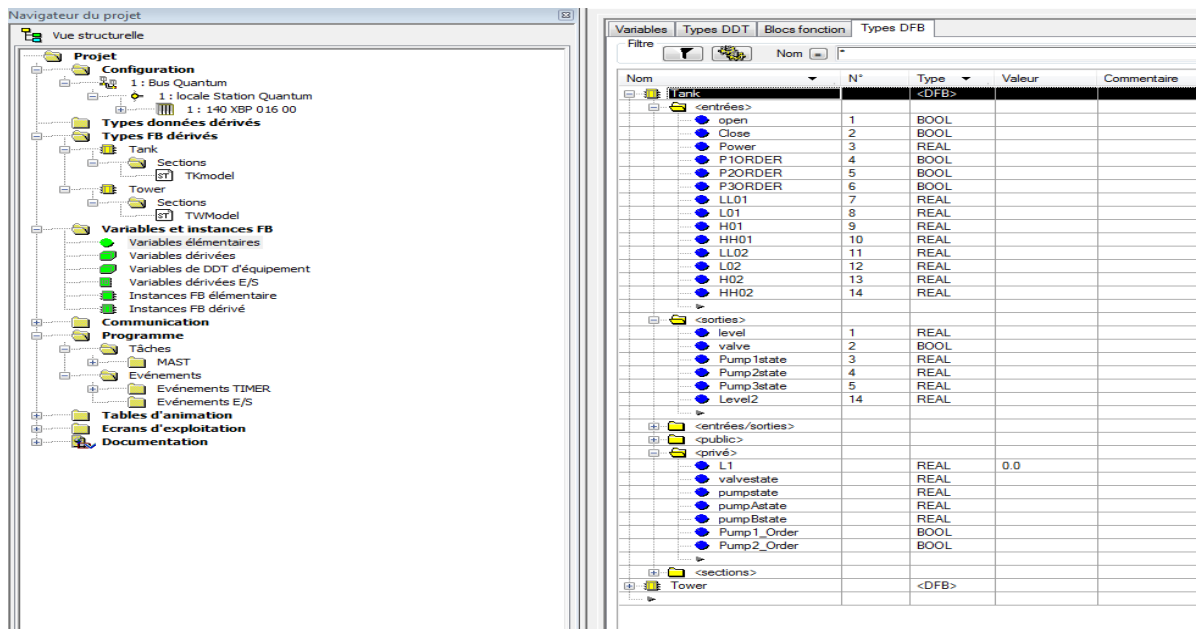 Navigateur du projet
Vue structurelle
Projet
Configuration
1 : Bus Quantum
1 : locale Station Quantum
1 : 140 XBP 016 00
Types données dérivés
Types FB dérivés
Tank
Sections
ST TKmodel
Tower
Sections
ST TWModel
Variables et instances FB
Variables élémentaires
Variables dérivées
Variables de DDT d'équipement
Variables dérivées E/S
Instances FB élémentaire
Instances FB dérivé
Communication
Programme
Tâches
MAST
Evénements
Evénements TIMER
Evénements E/S
Tables d'animation
Ecrans d'exploitation
Documentation
Variables Types DDT Blocs fonction Types DFB
Filtre
Nom = *
Nom N° Type Valeur Commentaire
Tank <DFB>
<entrées>
open 1 BOOL
Close 2 BOOL
Power 3 REAL
P1ORDER 4 BOOL
P2ORDER 5 BOOL
P3ORDER 6 BOOL
LL01 7 REAL
L01 8 REAL
H01 9 REAL
HH01 10 REAL
LL02 11 REAL
L02 12 REAL
H02 13 REAL
HH02 14 REAL
<sorties>
level 1 REAL
valve 2 BOOL
Pump1state 3 REAL
Pump2state 4 REAL
Pump3state 5 REAL
Level2 14 REAL
<entrées/sorties>
<public>
<privé>
L1 REAL 0.0
valvestate REAL
pumpstate REAL
pumpAstate REAL
pumpBstate REAL
Pump1_Order BOOL
Pump2_Order BOOL
<sections>
Tower <DFB>